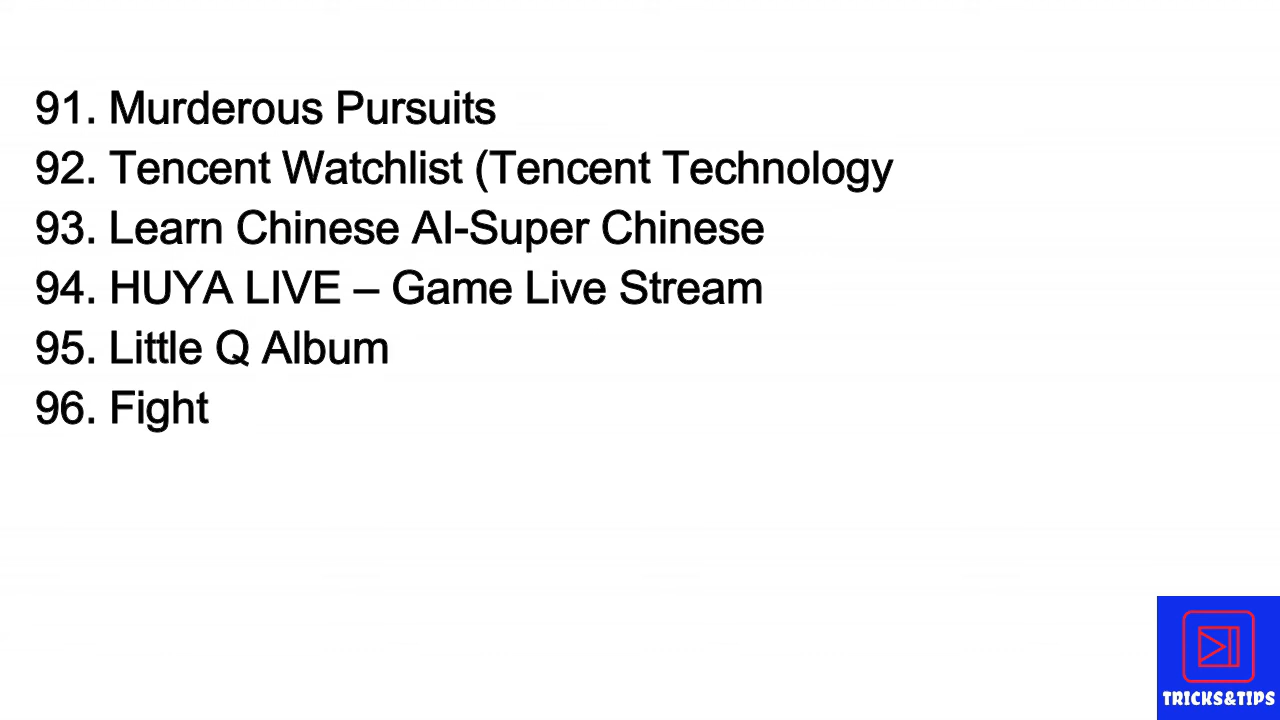 91. Murderous Pursuits
92. Tencent Watchlist (Tencent Technology
93. Learn Chinese AI-Super Chinese
94. HUYA LIVE – Game Live Stream
95. Little Q Album
96. Fight
TRICKS&TIPS